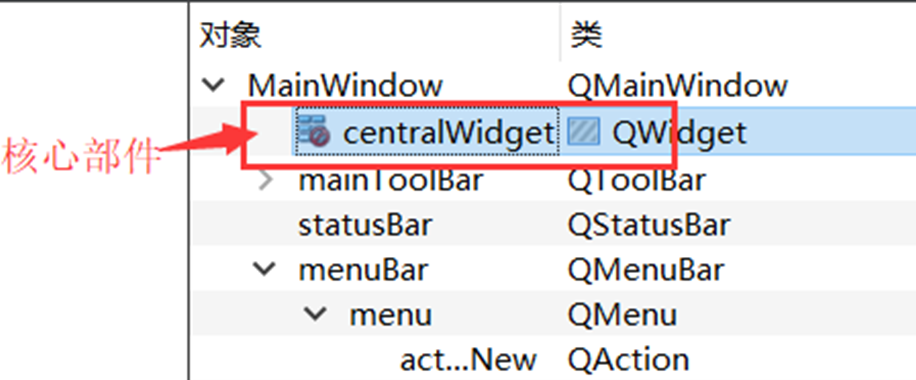 对象 类
MainWindow QMainWindow
核心部件 centralWidget QWidget
mainToolBar QToolBar
statusBar QStatusBar
menuBar QMenuBar
menu QMenu
act...New QAction